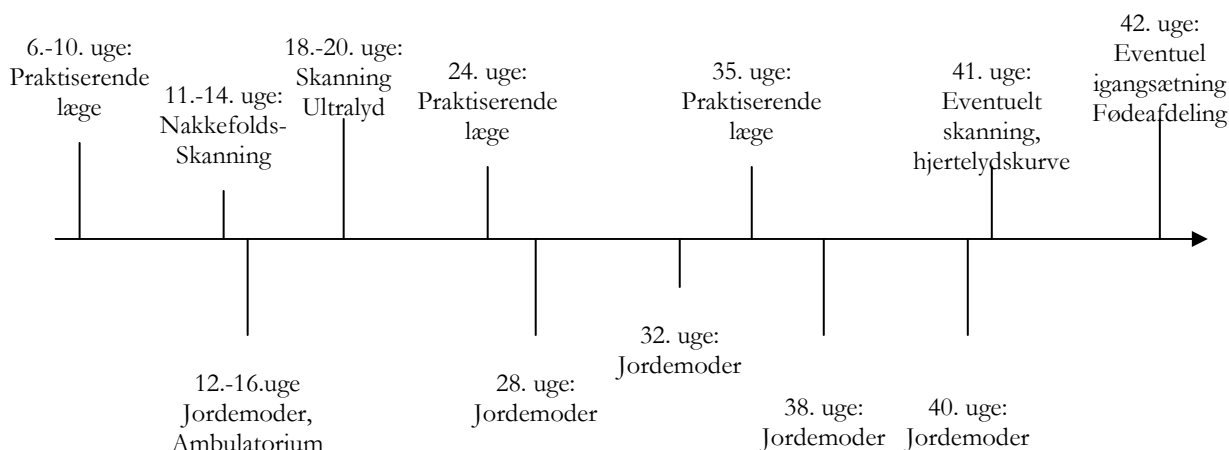 6.-10. uge:
Praktiserende
læge
11.-14. uge:
Nakkefolds-
Skanning
18.-20. uge:
Skanning
Ultralyd
24. uge:
Praktiserende
læge
35. uge:
Praktiserende
læge
41. uge:
Eventuelt
skanning,
hjertelydskurve
42. uge:
Eventuel
igangsætning
Fødeafdeling
12.-16.uge
Jordemoder,
Ambulatorium
28. uge:
Jordemoder
32. uge:
Jordemoder
38. uge:
Jordemoder
40. uge:
Jordemoder